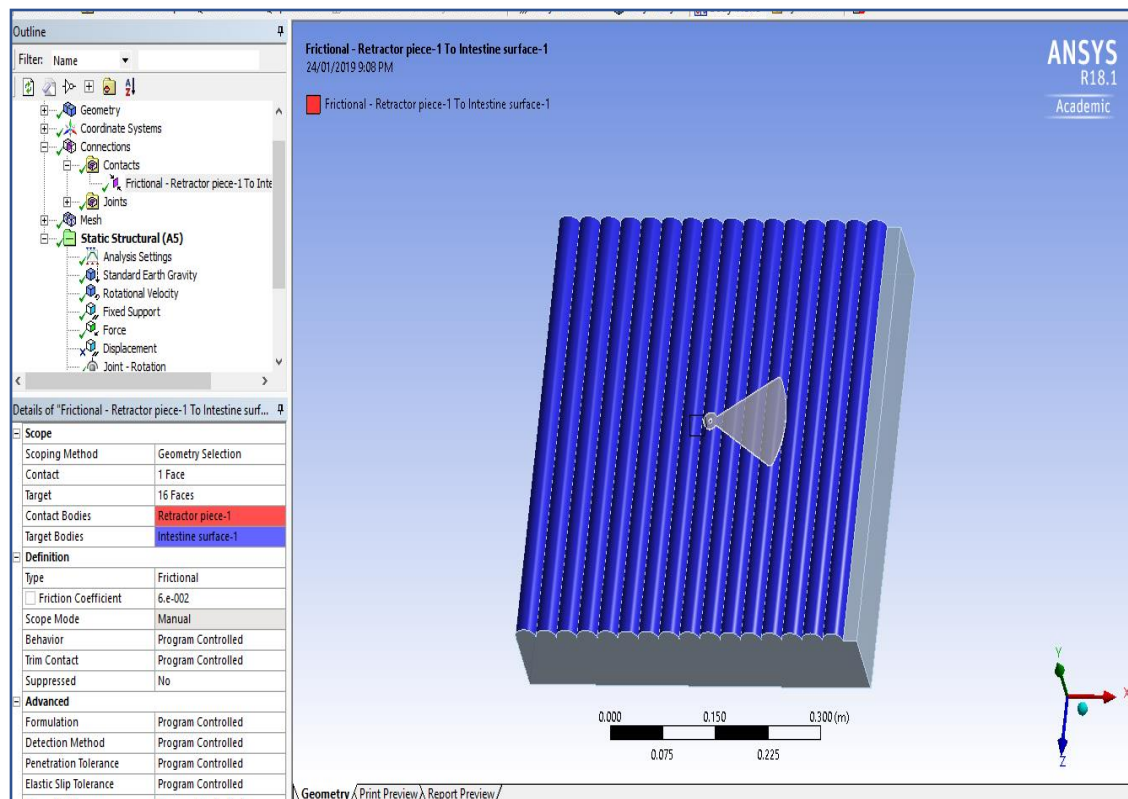 Outline
Filter: Name
Geometry
Coordinate Systems
Connections
Contacts
Frictional - Retractor piece-1 To Inte
Joints
Mesh
Static Structural (A5)
Analysis Settings
Standard Earth Gravity
Rotational Velocity
Fixed Support
Force
Displacement
Joint - Rotation
Details of "Frictional - Retractor piece-1 To Intestine surf...
Scope
Scoping Method Geometry Selection
Contact 1 Face
Target 16 Faces
Contact Bodies Retractor piece-1
Target Bodies Intestine surface-1
Definition
Type Frictional
Friction Coefficient 6.e-002
Scope Mode Manual
Behavior Program Controlled
Trim Contact Program Controlled
Suppressed No
Advanced
Formulation Program Controlled
Detection Method Program Controlled
Penetration Tolerance Program Controlled
Elastic Slip Tolerance Program Controlled
Frictional - Retractor piece-1 To Intestine surface-1
24/01/2019 9:08 PM
Frictional - Retractor piece-1 To Intestine surface-1
ANSYS
R18.1
Academic
Y
X
Z
0.000 0.150 0.300 (m)
0.075 0.225
Geometry Print Preview Report Preview